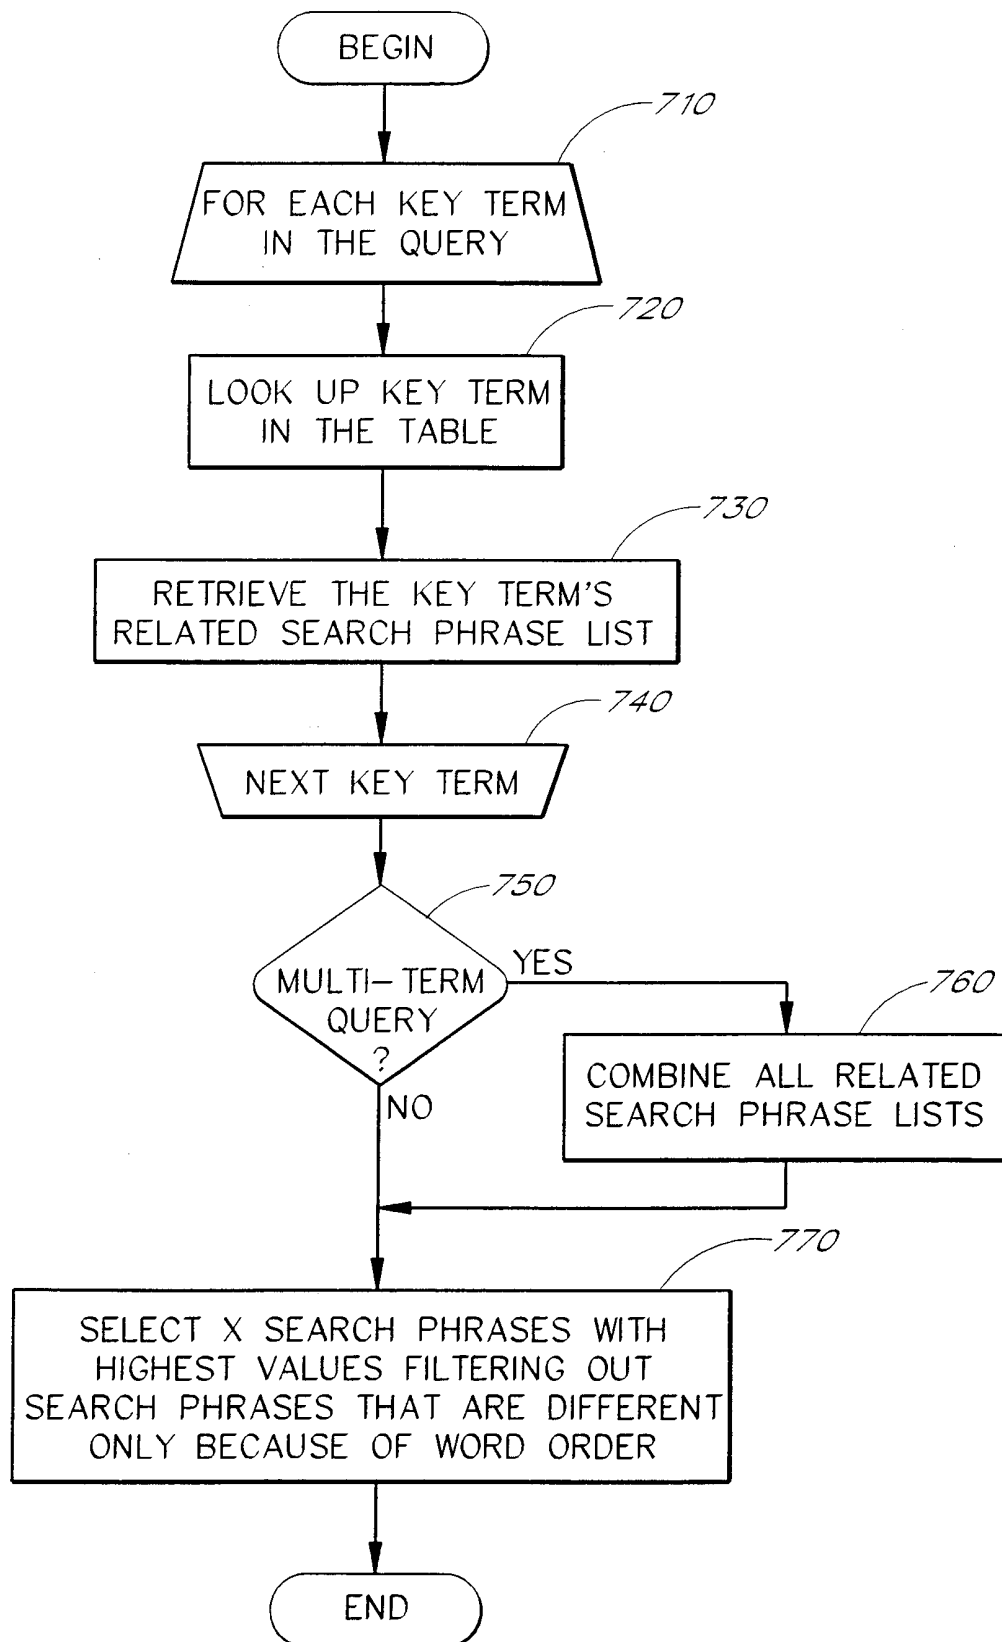 BEGIN
710
FOR EACH KEY TERM
IN THE QUERY
720
LOOK UP KEY TERM
IN THE TABLE
730
RETRIEVE THE KEY TERM'S
RELATED SEARCH PHRASE LIST
740
NEXT KEY TERM
750
MULTI-TERM
QUERY
?
YES
NO
760
COMBINE ALL RELATED
SEARCH PHRASE LISTS
770
SELECT X SEARCH PHRASES WITH
HIGHEST VALUES FILTERING OUT
SEARCH PHRASES THAT ARE DIFFERENT
ONLY BECAUSE OF WORD ORDER
END